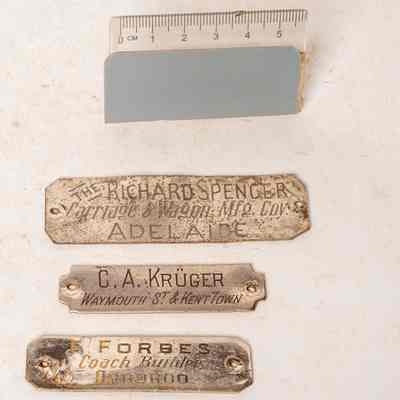 0 CM 1 2 3 4 5
THE RICHARD SPENCER
Carriage & Wagon Mfg. Coy.
ADELAIDE
C. A. KRÜGER
WAYMOUTH ST & KENT TOWN
FORBES
Coach Builder